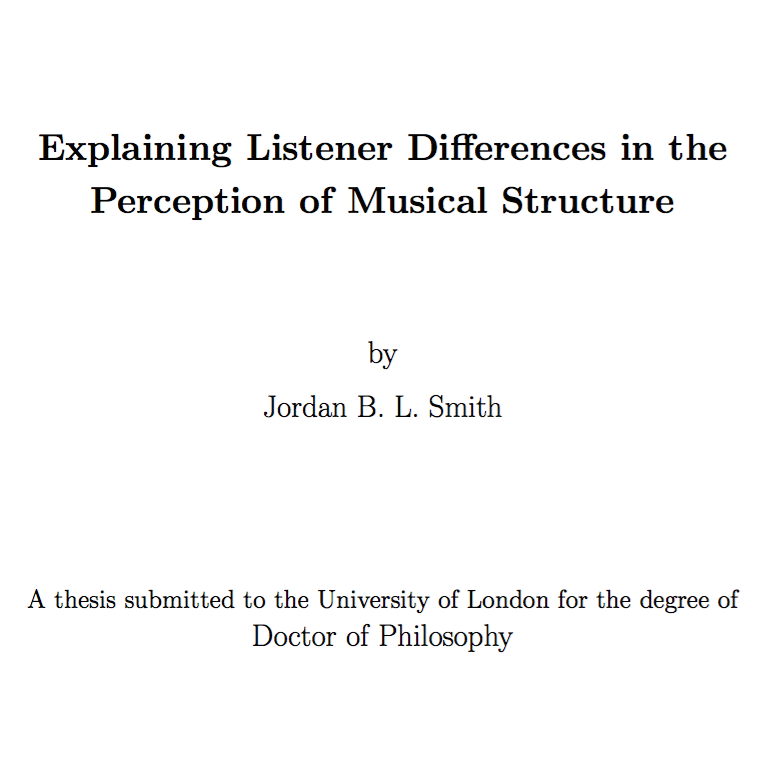 Explaining Listener Differences in the
Perception of Musical Structure
by
Jordan B. L. Smith
A thesis submitted to the University of London for the degree of
Doctor of Philosophy